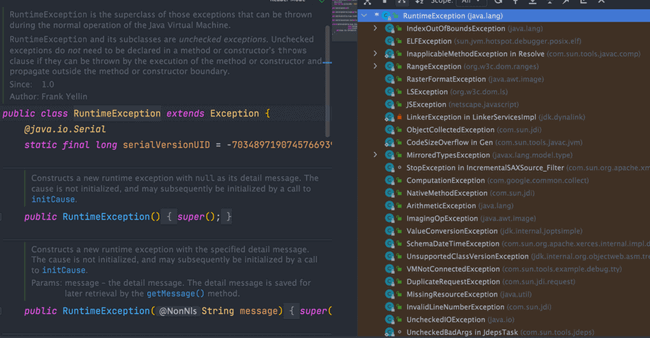 RuntimeException is the superclass of those exceptions that can be thrown
during the normal operation of the Java Virtual Machine.
RuntimeException and its subclasses are unchecked exceptions. Unchecked
exceptions do not need to be declared in a method or constructor's throws
clause if they can be thrown by the execution of the method or constructor and
propagate outside the method or constructor boundary.
Since: 1.0
Author: Frank Yellin
public class RuntimeException extends Exception {
@java.io.Serial
static final long serialVersionUID = -70348971907457669
Constructs a new runtime exception with null as its detail message. The
cause is not initialized, and may subsequently be initialized by a call to
initCause.
public RuntimeException() { super(); }
Constructs a new runtime exception with the specified detail message.
The cause is not initialized, and may subsequently be initialized by a call
to initCause.
Params: message - the detail message. The detail message is saved for
later retrieval by the getMessage() method.
public RuntimeException( @NonNls String message) { super(
RuntimeException (java.lang)
IndexOutOfBoundsException (java.lang)
ELFException (sun.jvm.hotspot.debugger.posix.elf)
InapplicableMethodException in Resolve (com.sun.tools.javac.comp)
RangeException (org.w3c.dom.ranges)
RasterFormatException (java.awt.image)
LSException (org.w3c.dom.ls)
JSException (netscape.javascript)
LinkerException in LinkerServicesImpl (jdk.dynalink)
ObjectCollectedException (com.sun.jdi)
CodeSizeOverflow in Gen (com.sun.tools.javac.jvm)
MirroredTypesException (javax.lang.model.type)
StopException in IncrementalSAXSource_Filter (com.sun.org.apache.xm
ComputationException (com.google.common.collect)
NativeMethodException (com.sun.jdi)
ArithmeticException (java.lang)
ImagingOpException (java.awt.image)
ValueConversionException (jdk.internal.joptsimple)
SchemaDateTimeException (com.sun.org.apache.xerces.internal.impl.d
UnsupportedClassVersionException (jdk.internal.org.objectweb.asm.tr
VMNotConnectedException (com.sun.tools.example.debug.tty)
DuplicateRequestException (com.sun.jdi.request)
MissingResourceException (java.util)
InvalidLineNumberException (com.sun.jdi)
UncheckedIOException (java.io)
UncheckedBadArgs in JdepsTask (com.sun.tools.jdeps)